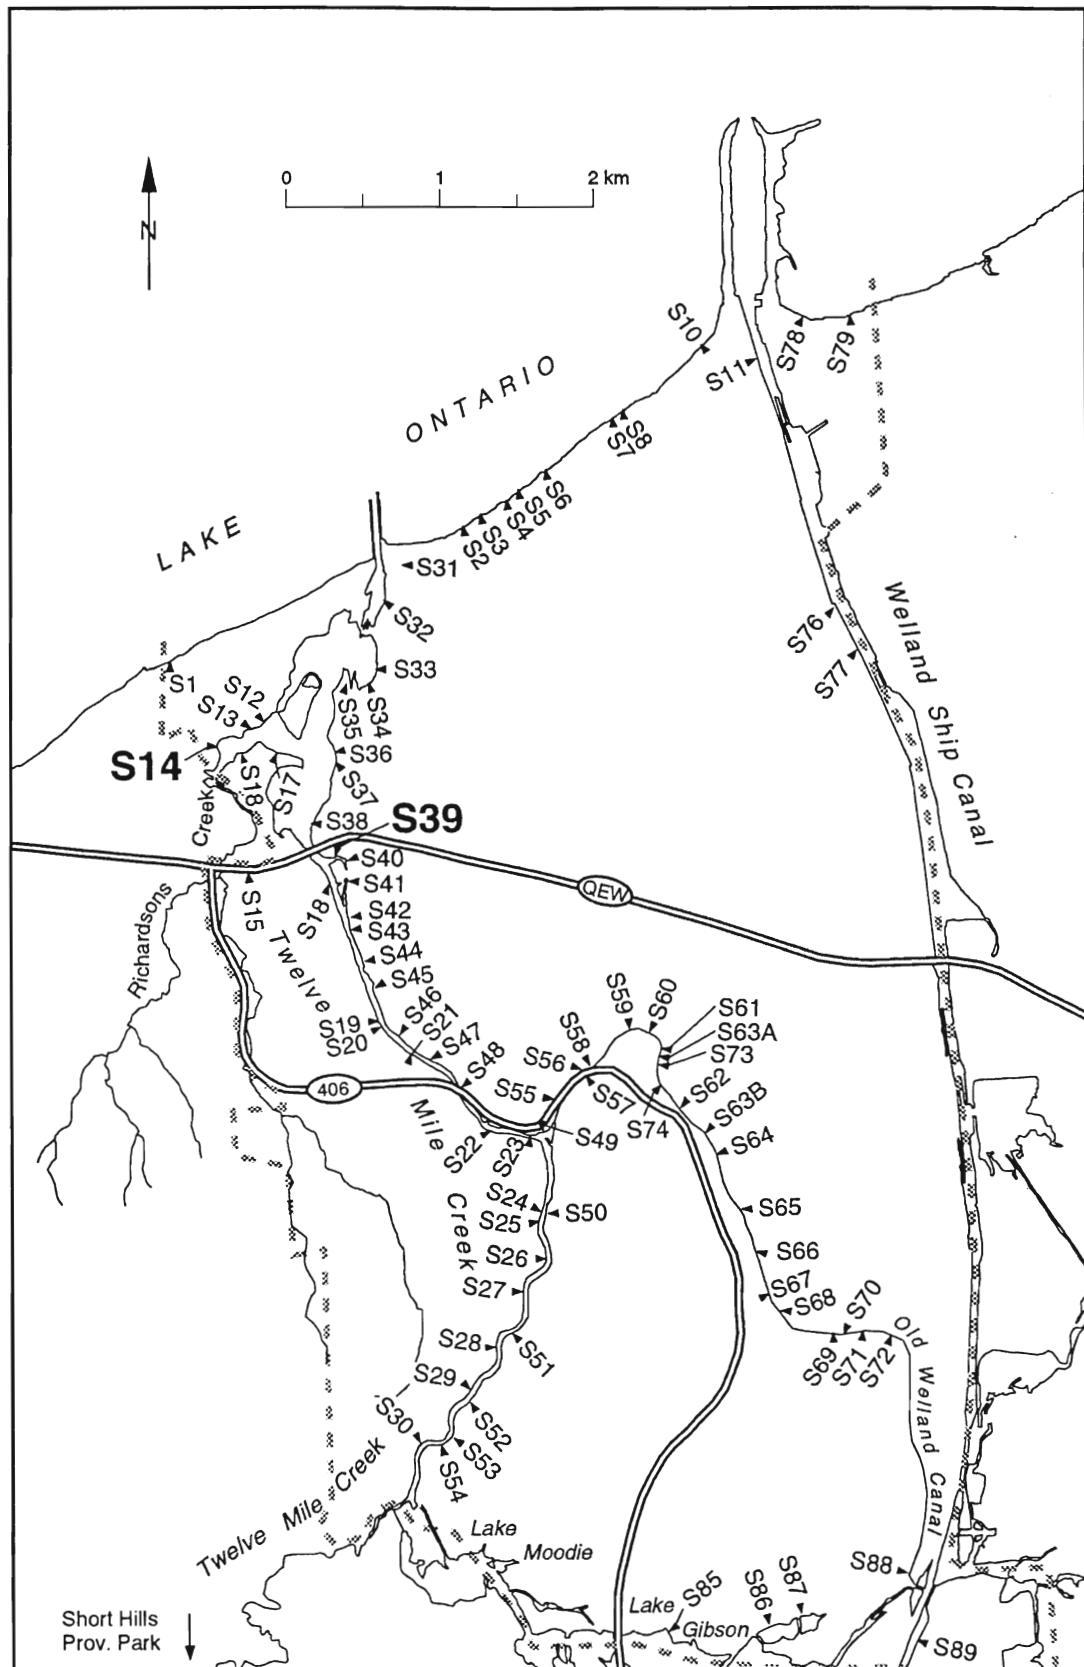 0 1 2 km
N
LAKE ONTARIO
S10
S11
S78
S79
S8
S7
S6
S5
S4
S3
S2
S31
S32
S33
S1
S12
S13
S14
S35
S34
S36
S37
S18
S17
S38
S39
S40
S41
S42
S43
S44
S45
S15
S18
Richardsons Creek
QEW
Welland Ship Canal
S76
S77
Twelve Mile Creek
S19
S20
S46
S21
S47
S48
406
S22
S23
S49
S55
S56
S58
S57
S59
S60
S61
S63A
S73
S74
S62
S63B
S64
S24
S50
S25
S26
S27
S65
S66
S67
S68
S28
S51
S29
S52
S30
S53
S54
S69
S70
S71
S72
Old Welland Canal
Twelve Mile Creek
Lake Moodie
Lake Gibson
S85
S86
S87
S88
S89
Short Hills
Prov. Park